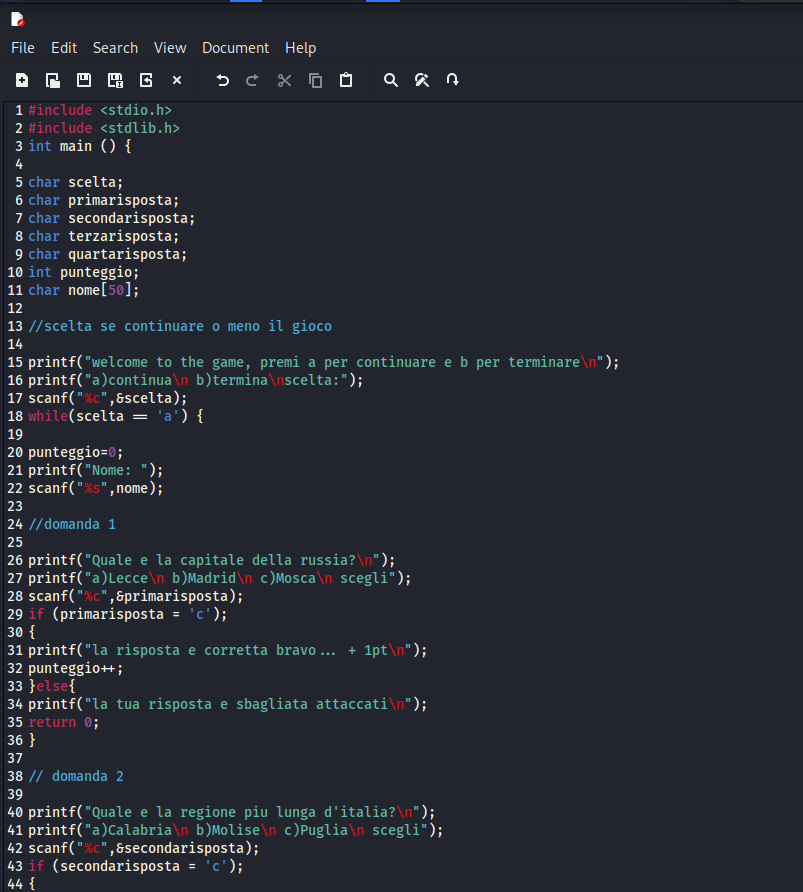 File Edit Search View Document Help
1 #include <stdio.h>
2 #include <stdlib.h>
3 int main () {
4
5 char scelta;
6 char primarisposta;
7 char secondarisposta;
8 char terzarisposta;
9 char quartarisposta;
10 int punteggio;
11 char nome[50];
12
13 //scelta se continuare o meno il gioco
14
15 printf("welcome to the game, premi a per continuare e b per terminare\n");
16 printf("a)continua\n b)termina\nscelta:");
17 scanf("%c",&scelta);
18 while(scelta == 'a') {
19
20 punteggio=0;
21 printf("Nome: ");
22 scanf("%s",nome);
23
24 //domanda 1
25
26 printf("Quale e la capitale della russia?\n");
27 printf("a)Lecce\n b)Madrid\n c)Mosca\n scegli");
28 scanf("%c",&primarisposta);
29 if (primarisposta = 'c');
30 {
31 printf("la risposta e corretta bravo... + 1pt\n");
32 punteggio++;
33 }else{
34 printf("la tua risposta e sbagliata attaccati\n");
35 return 0;
36 }
37
38 // domanda 2
39
40 printf("Quale e la regione piu lunga d'italia?\n");
41 printf("a)Calabria\n b)Molise\n c)Puglia\n scegli");
42 scanf("%c",&secondarisposta);
43 if (secondarisposta = 'c');
44 {